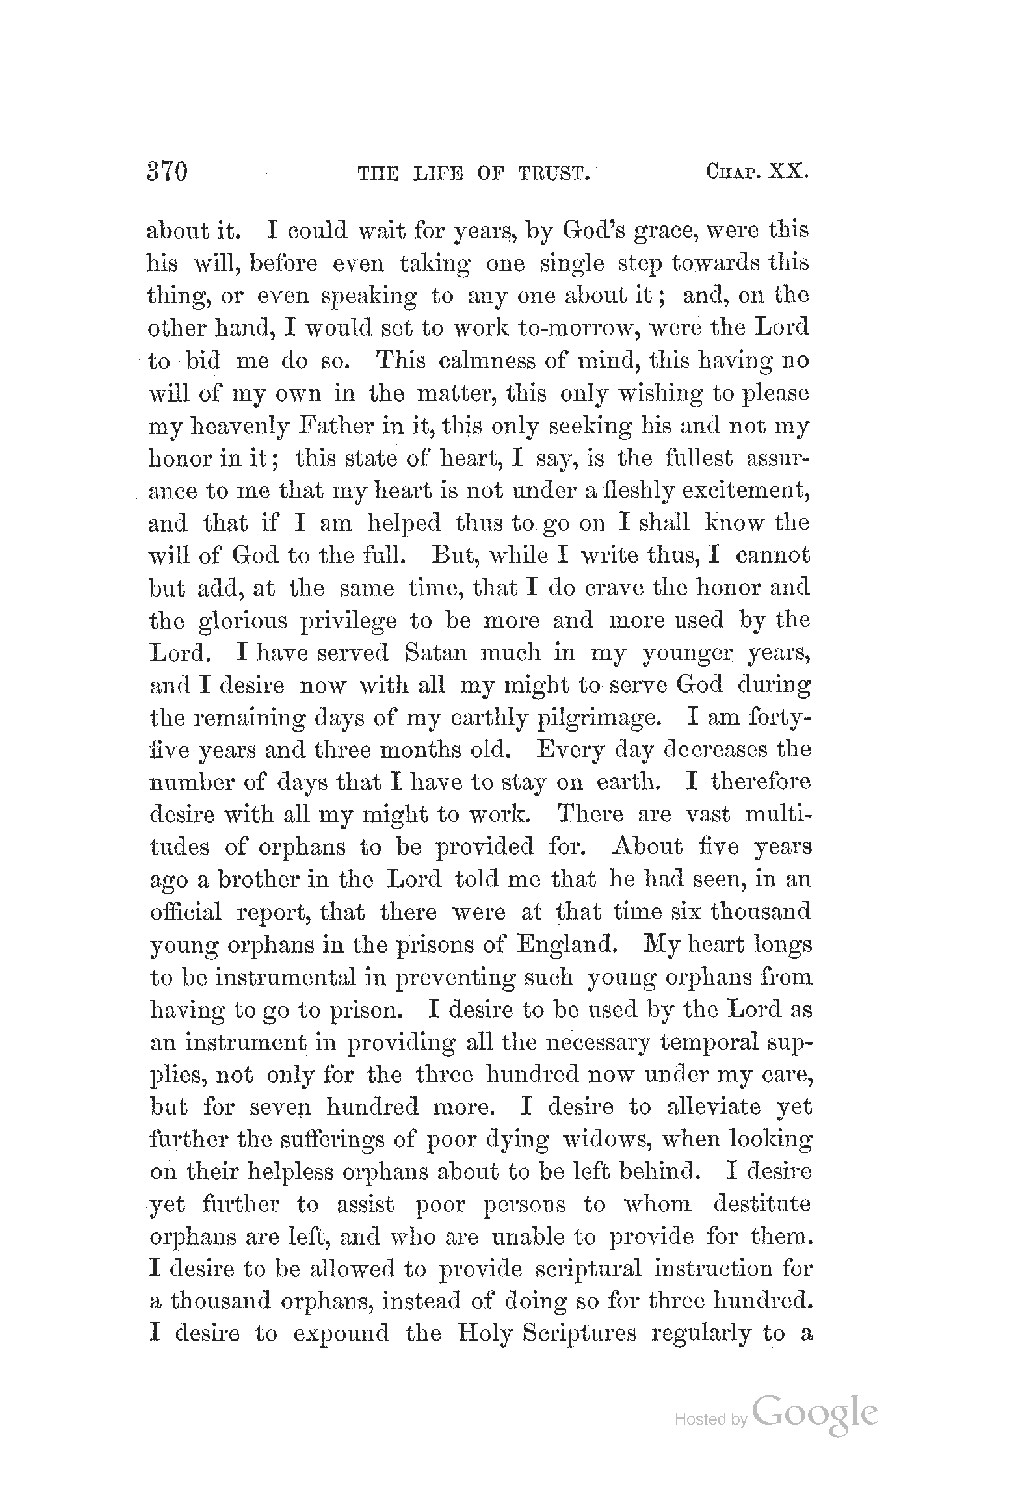 370 THE LIFE OF TRUST. CHAP. XX.
about it. I could wait for years, by God's grace, were this
his will, before even taking one single step towards this
thing, or even speaking to any one about it; and, on the
other hand, I would set to work to-morrow, were the Lord
to bid me do so. This calmness of mind, this having no
will of my own in the matter, this only wishing to please
my heavenly Father in it, this only seeking his and not my
honor in it; this state of heart, I say, is the fullest assur-
ance to me that my heart is not under a fleshly excitement,
and that if I am helped thus to go on I shall know the
will of God to the full. But, while I write thus, I cannot
but add, at the same time, that I do crave the honor and
the glorious privilege to be more and more used by the
Lord. I have served Satan much in my younger years,
and I desire now with all my might to serve God during
the remaining days of my earthly pilgrimage. I am forty-
five years and three months old. Every day decreases the
number of days that I have to stay on earth. I therefore
desire with all my might to work. There are vast multi-
tudes of orphans to be provided for. About five years
ago a brother in the Lord told me that he had seen, in an
official report, that there were at that time six thousand
young orphans in the prisons of England. My heart longs
to be instrumental in preventing such young orphans from
having to go to prison. I desire to be used by the Lord as
an instrument in providing all the necessary temporal sup-
plies, not only for the three hundred now under my care,
but for seven hundred more. I desire to alleviate yet
further the sufferings of poor dying widows, when looking
on their helpless orphans about to be left behind. I desire
yet further to assist poor persons to whom destitute
orphans are left, and who are unable to provide for them.
I desire to be allowed to provide scriptural instruction for
a thousand orphans, instead of doing so for three hundred.
I desire to expound the Holy Scriptures regularly to a
Hosted by Google